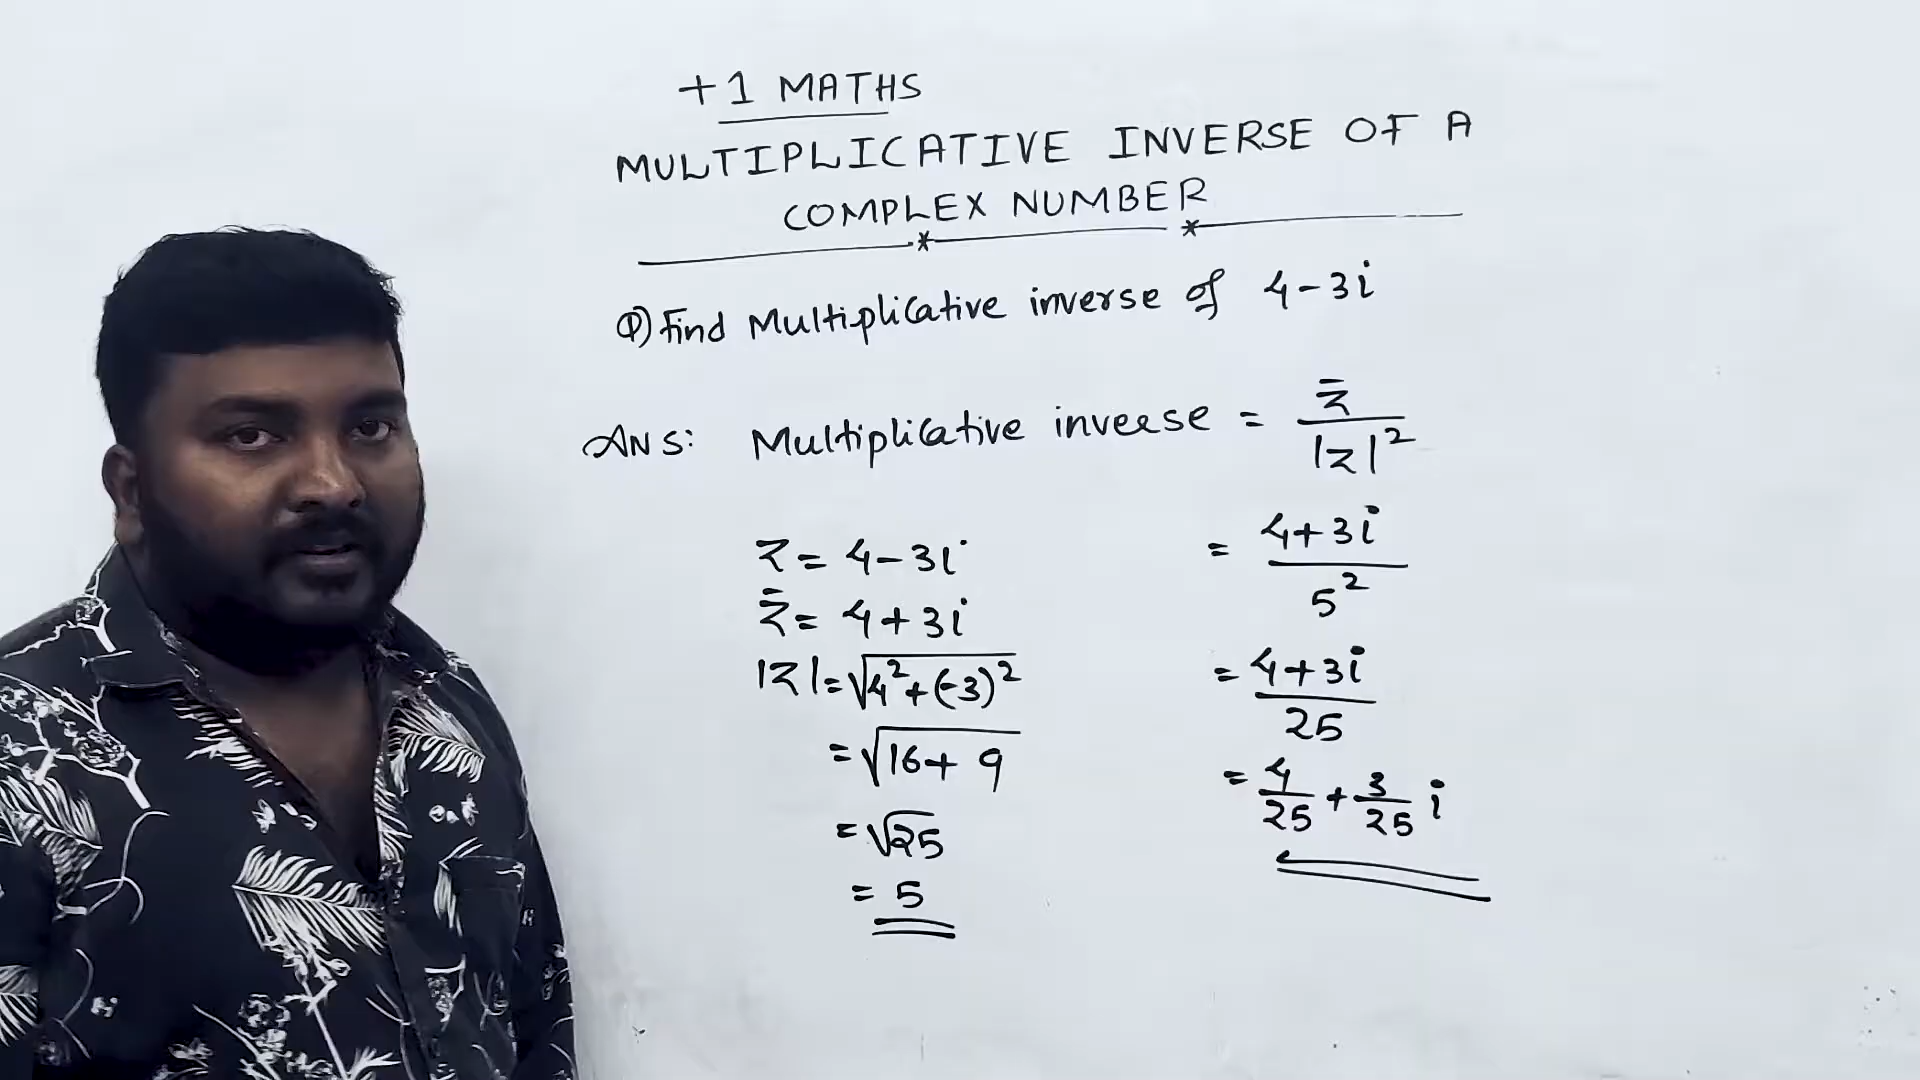 +1 MATHS
MULTIPLICATIVE INVERSE OF A
COMPLEX NUMBER
Q) Find Multiplicative inverse of 4-3i
ANS: Multiplicative inverse = z̄/|z|²
z = 4-3i
z̄ = 4+3i
|z| = √(4²+(-3)²)
= √(16+9)
= √25
= 5
= (4+3i)/5²
= (4+3i)/25
= 4/25 + 3/25 i